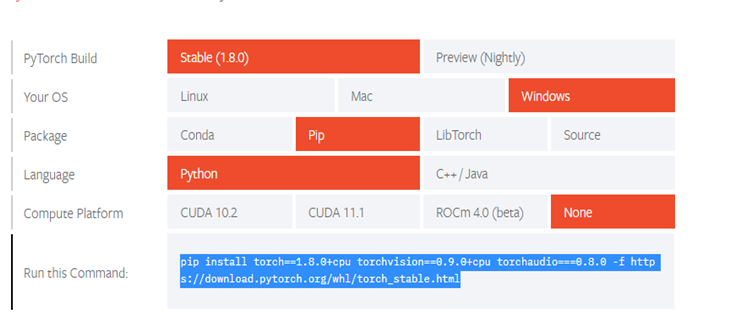 PyTorch Build Stable (1.8.0) Preview (Nightly)
Your OS Linux Mac Windows
Package Conda Pip LibTorch Source
Language Python C++ / Java
Compute Platform CUDA 10.2 CUDA 11.1 ROCm 4.0 (beta) None
Run this Command:
pip install torch==1.8.0+cpu torchvision==0.9.0+cpu torchaudio===0.8.0 -f http
s://download.pytorch.org/whl/torch_stable.html